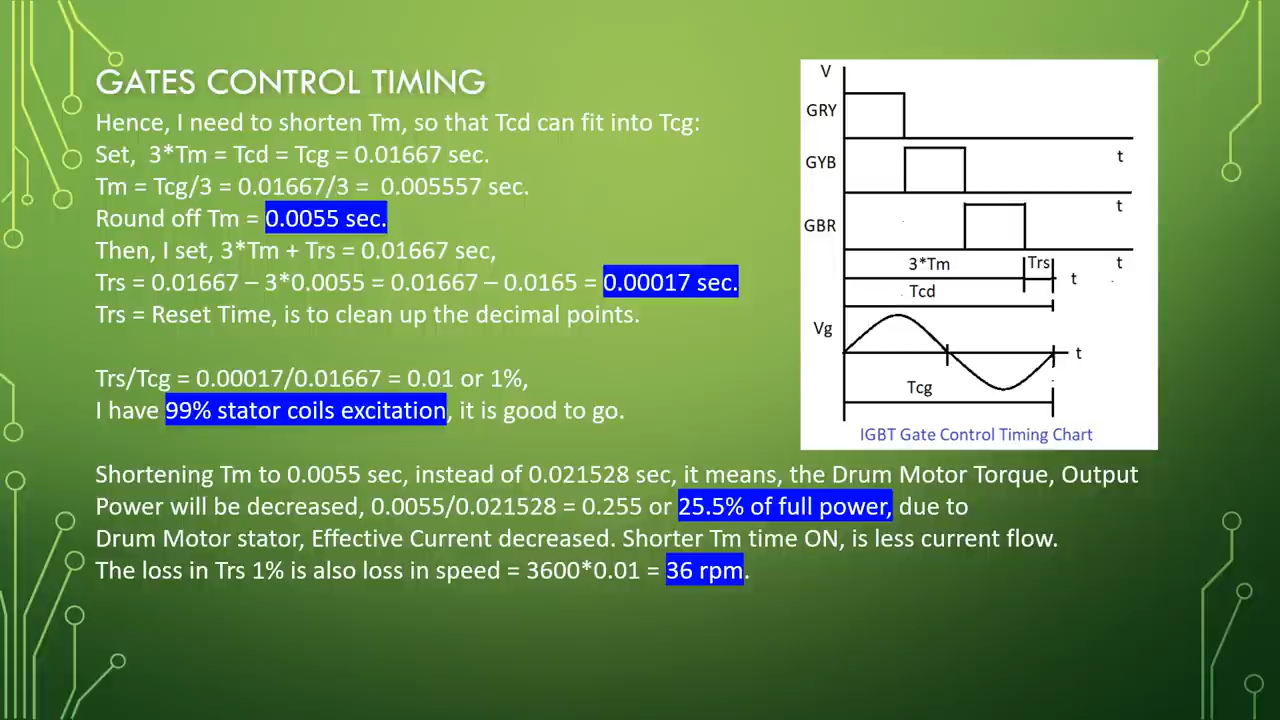 GATES CONTROL TIMING
Hence, I need to shorten Tm, so that Tcd can fit into Tcg:
Set,  3*Tm = Tcd = Tcg = 0.01667 sec.
Tm = Tcg/3 = 0.01667/3 =  0.005557 sec.
Round off Tm = 0.0055 sec.
Then, I set, 3*Tm + Trs = 0.01667 sec,
Trs = 0.01667 – 3*0.0055 = 0.01667 – 0.0165 = 0.00017 sec.
Trs = Reset Time, is to clean up the decimal points.
Trs/Tcg = 0.00017/0.01667 = 0.01 or 1%,
I have 99% stator coils excitation, it is good to go.
Shortening Tm to 0.0055 sec, instead of 0.021528 sec, it means, the Drum Motor Torque, Output
Power will be decreased, 0.0055/0.021528 = 0.255 or 25.5% of full power, due to
Drum Motor stator, Effective Current decreased. Shorter Tm time ON, is less current flow.
The loss in Trs 1% is also loss in speed = 3600*0.01 = 36 rpm.
V
GRY
t
GYB
t
GBR
t
3*Tm
Trs
t
Tcd
Vg
t
Tcg
IGBT Gate Control Timing Chart